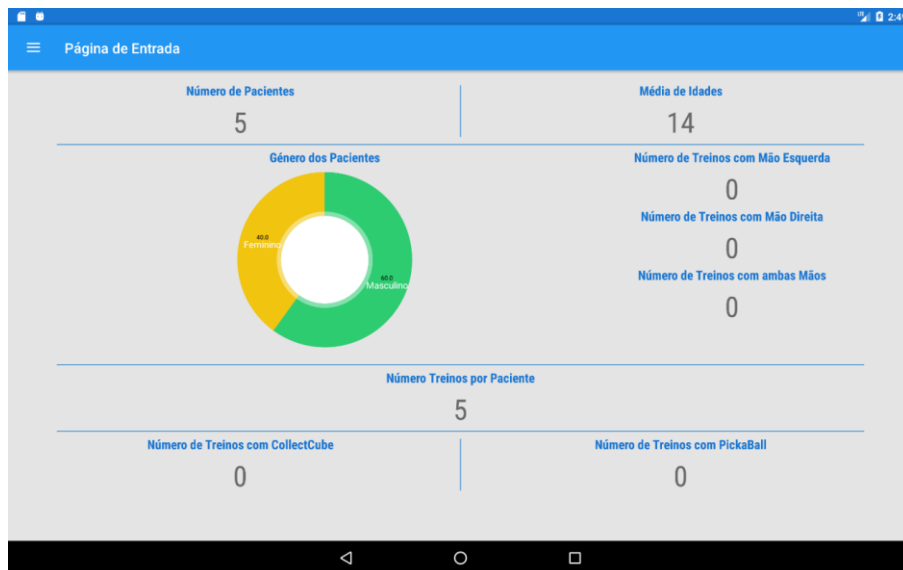 2:4
Página de Entrada
Número de Pacientes
5
Média de Idades
14
Género dos Pacientes
40.0
Feminino
60.0
Masculino
Número de Treinos com Mão Esquerda
0
Número de Treinos com Mão Direita
0
Número de Treinos com ambas Mãos
0
Número Treinos por Paciente
5
Número de Treinos com CollectCube
0
Número de Treinos com PickaBall
0